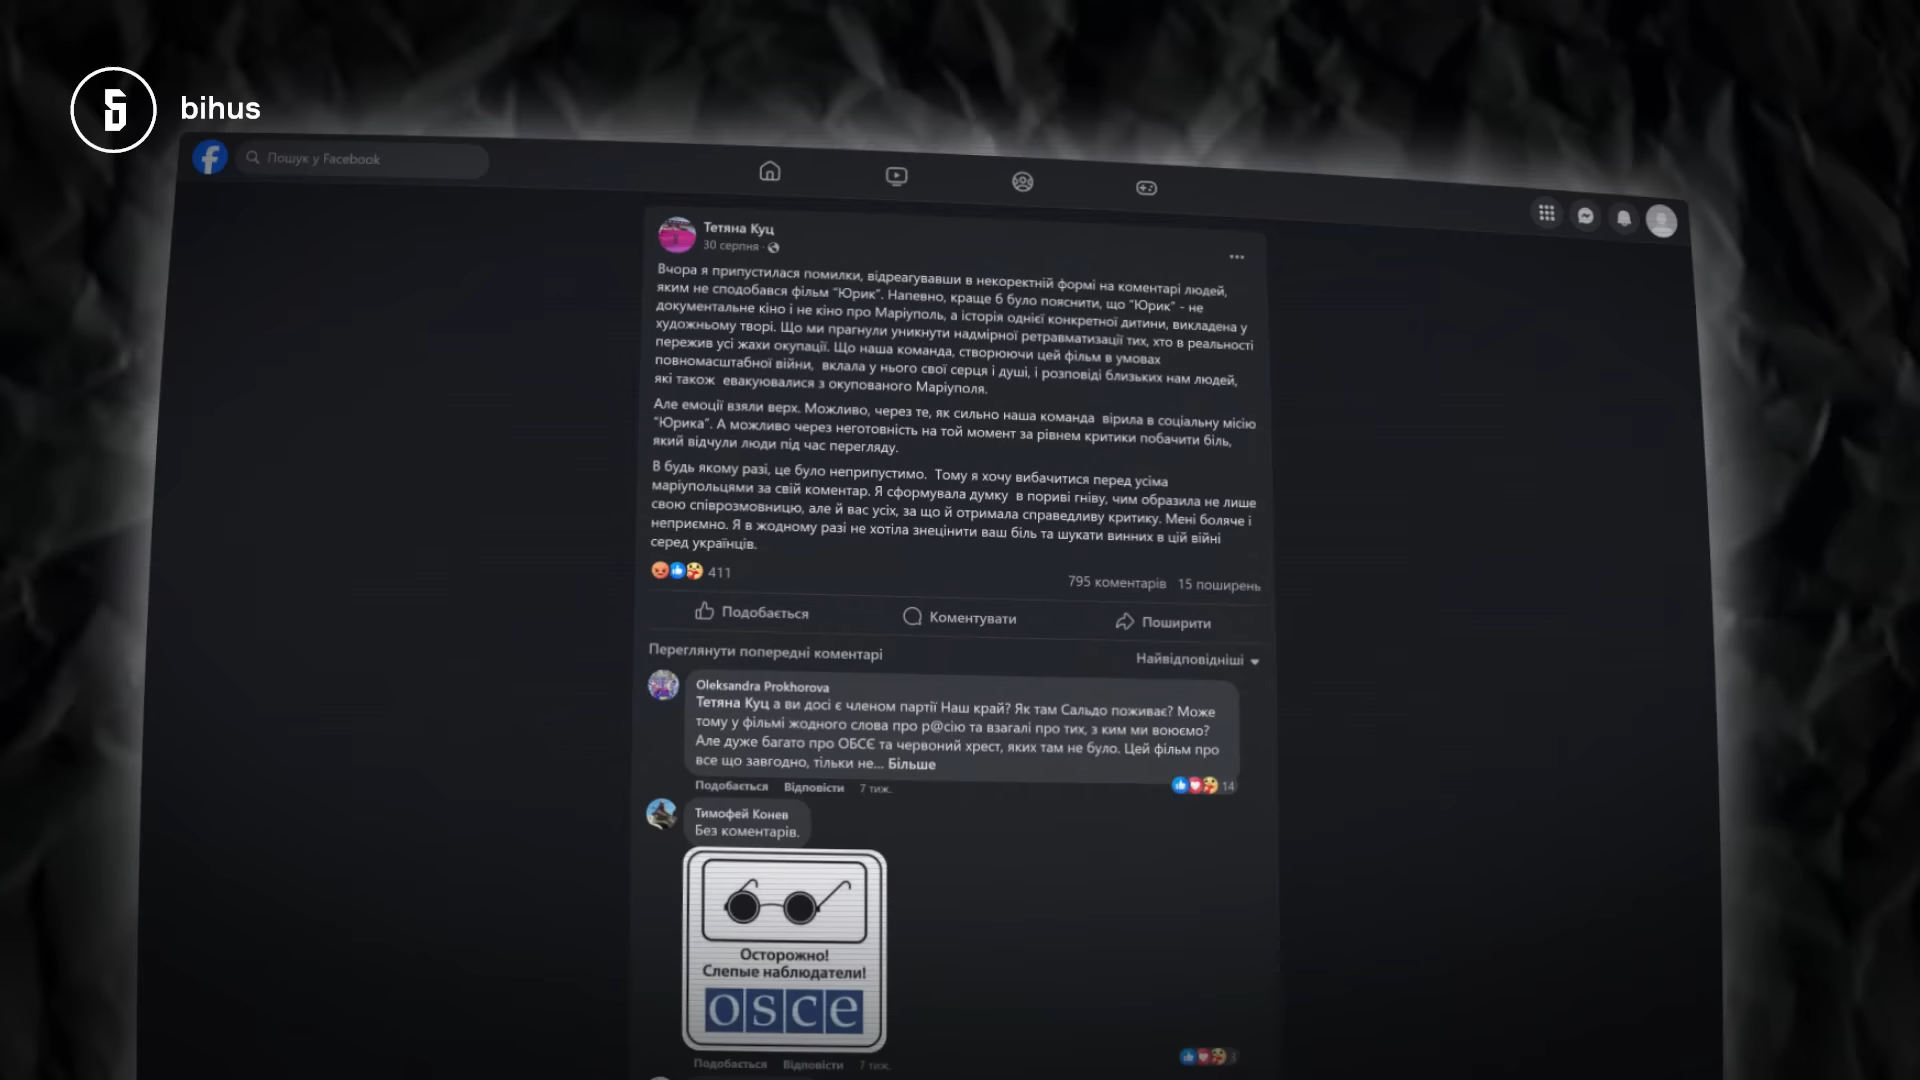 bihus
Пошук у Facebook
Тетяна Куц
30 серпня
Вчора я припустилася помилки, відреагувавши в некоректній формі на коментарі людей,
яким не сподобався фільм "Юрик". Напевно, краще б було пояснити, що "Юрик" - не
документальне кіно і не кіно про Маріуполь, а історія однієї конкретної дитини, викладена у
художньому творі. Що ми прагнули уникнути надмірної ретравматизації тих, хто в реальності
пережив усі жахи окупації. Що наша команда, створюючи цей фільм в умовах
повномасштабної війни, вклала у нього свої серця і душі, і розповіді близьких нам людей,
які також евакуювалися з окупованого Маріуполя.
Але емоції взяли верх. Можливо, через те, як сильно наша команда вірила в соціальну місію
"Юрика". А можливо через неготовність на той момент за рівнем критики побачити біль,
який відчули люди під час перегляду.
В будь якому разі, це було неприпустимо. Тому я хочу вибачитися перед усіма
маріупольцями за свій коментар. Я сформувала думку в пориві гніву, чим образила не лише
свою співрозмовницю, але й вас усіх, за що й отримала справедливу критику. Мені боляче і
неприємно. Я в жодному разі не хотіла знецінити ваш біль та шукати винних в цій війні
серед українців.
411
795 коментарів 15 поширень
Подобається Коментувати Поширити
Переглянути попередні коментарі
Найвідповідніші
Oleksandra Prokhorova
Тетяна Куц а ви досі є членом партії Наш край? Як там Сальдо поживає? Може
тому у фільмі жодного слова про р@сію та взагалі про тих, з ким ми воюємо?
Але дуже багато про ОБСЄ та червоний хрест, яких там не було. Цей фільм про
все що завгодно, тільки не... Більше
14
Подобається Відповісти 7 тиж.
Тимофей Конев
Без коментарів.
Осторожно!
Слепые наблюдатели!
osce
Подобається Відповісти 7 тиж.
3